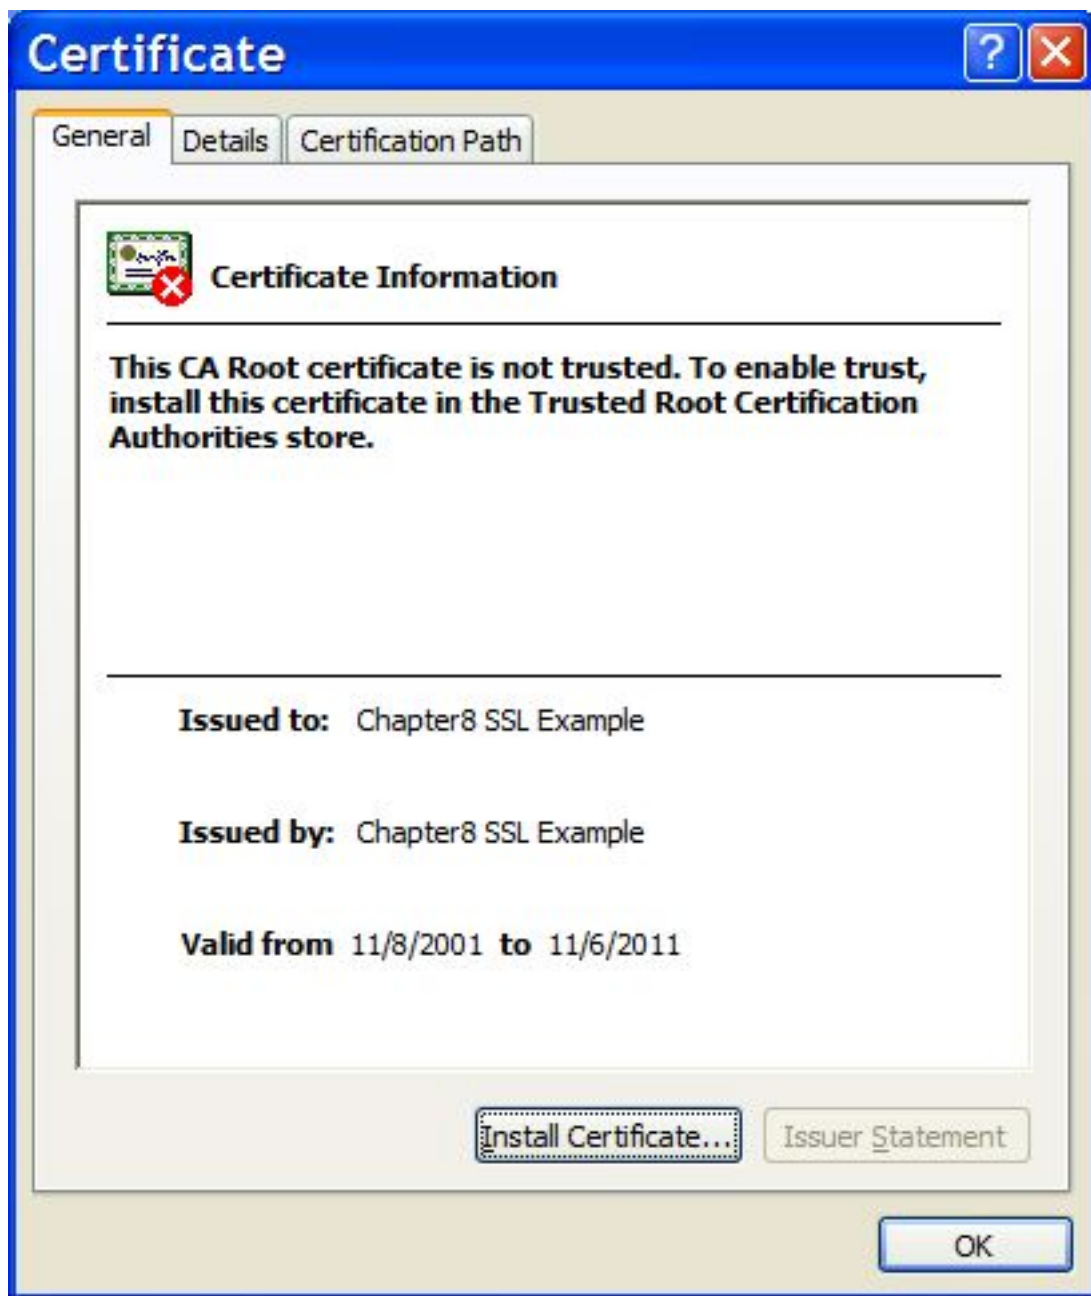 Certificate
General Details Certification Path
Certificate Information
This CA Root certificate is not trusted. To enable trust,
install this certificate in the Trusted Root Certification
Authorities store.
Issued to: Chapter8 SSL Example
Issued by: Chapter8 SSL Example
Valid from 11/8/2001 to 11/6/2011
Install Certificate... Issuer Statement
OK